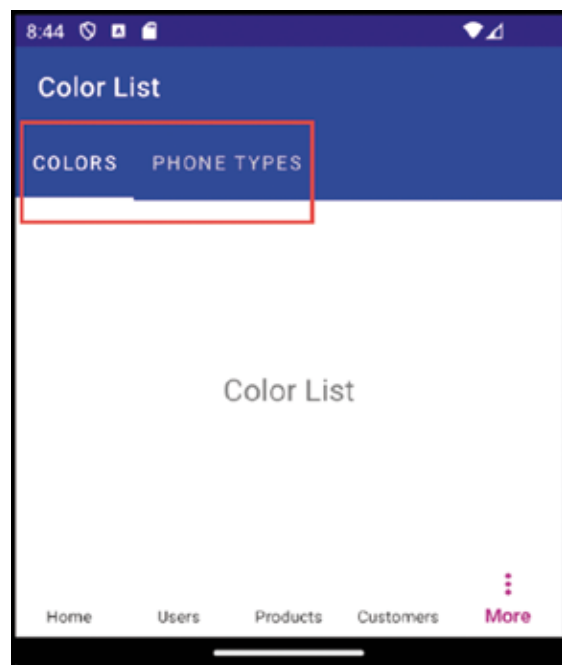 8:44
Color List
COLORS PHONE TYPES
Color List
Home Users Products Customers More